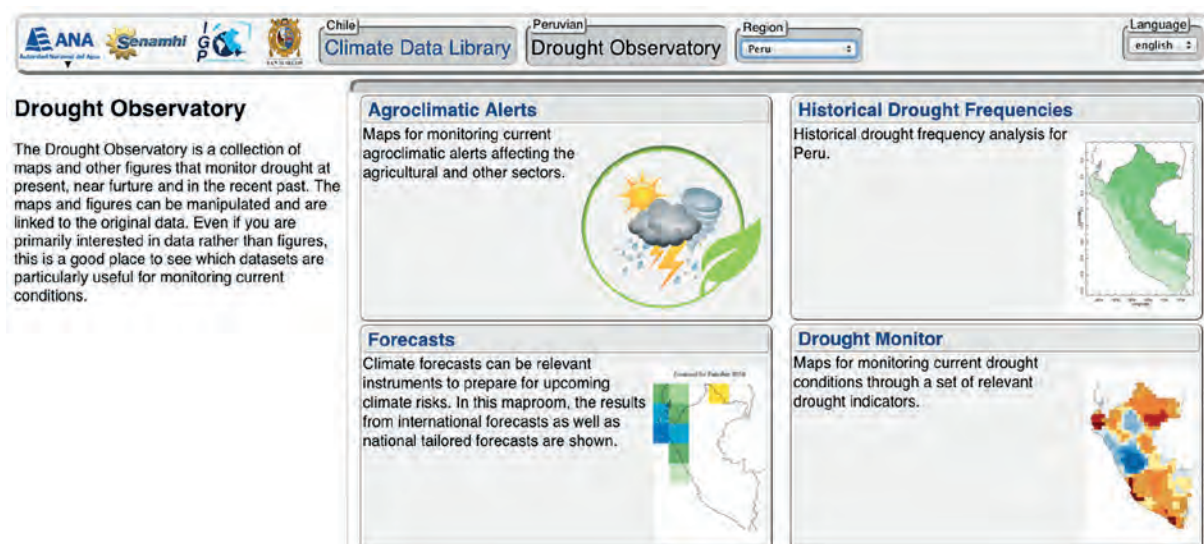 ANA
Autoridad Nacional del Agua
Senamhi
IGP
SAN MARCOS
Chile
Climate Data Library
Peruvian
Drought Observatory
Region
Peru
Language
english
Drought Observatory
The Drought Observatory is a collection of
maps and other figures that monitor drought at
present, near furture and in the recent past. The
maps and figures can be manipulated and are
linked to the original data. Even if you are
primarily interested in data rather than figures,
this is a good place to see which datasets are
particularly useful for monitoring current
conditions.
Agroclimatic Alerts
Maps for monitoring current
agroclimatic alerts affecting the
agricultural and other sectors.
Historical Drought Frequencies
Historical drought frequency analysis for
Peru.
Forecasts
Climate forecasts can be relevant
instruments to prepare for upcoming
climate risks. In this maproom, the results
from international forecasts as well as
national tailored forecasts are shown.
Drought Monitor
Maps for monitoring current drought
conditions through a set of relevant
drought indicators.